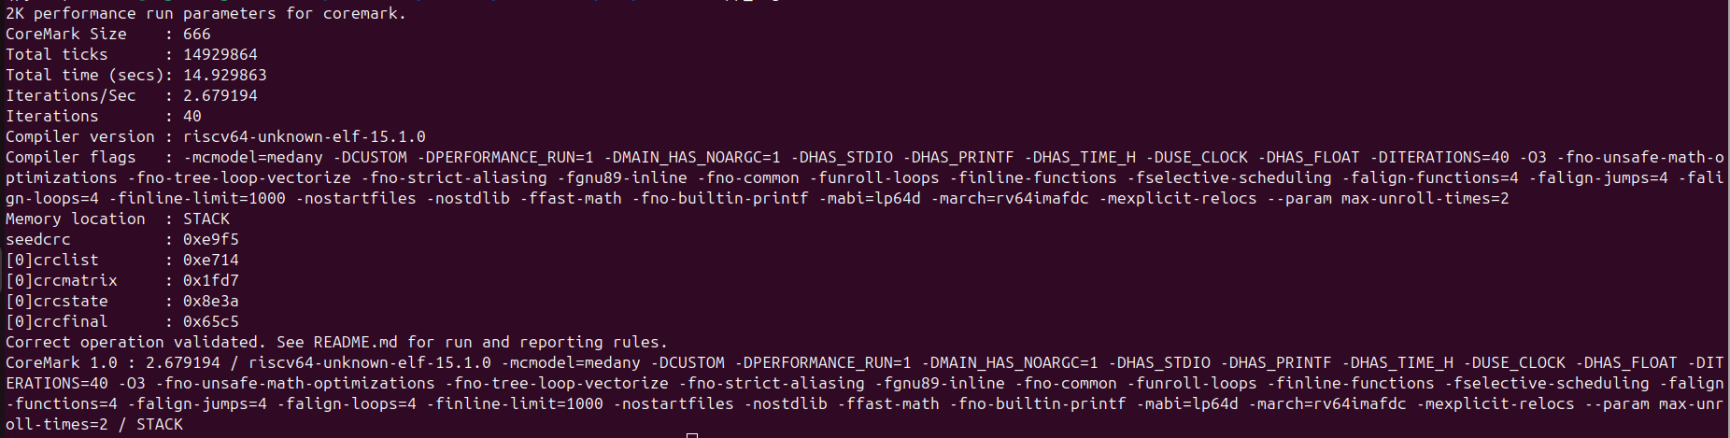 2K performance run parameters for coremark.
CoreMark Size    : 666
Total ticks      : 14929864
Total time (secs): 14.929863
Iterations/Sec   : 2.679194
Iterations       : 40
Compiler version : riscv64-unknown-elf-15.1.0
Compiler flags   : -mcmodel=medany -DCUSTOM -DPERFORMANCE_RUN=1 -DMAIN_HAS_NOARGC=1 -DHAS_STDIO -DHAS_PRINTF -DHAS_TIME_H -DUSE_CLOCK -DHAS_FLOAT -DITERATIONS=40 -O3 -fno-unsafe-math-o
ptimizations -fno-tree-loop-vectorize -fno-strict-aliasing -fgnu89-inline -fno-common -funroll-loops -finline-functions -fselective-scheduling -falign-functions=4 -falign-jumps=4 -fali
gn-loops=4 -finline-limit=1000 -nostartfiles -nostdlib -ffast-math -fno-builtin-printf -mabi=lp64d -march=rv64imafdc -mexplicit-relocs --param max-unroll-times=2
Memory location  : STACK
seedcrc          : 0xe9f5
[0]crclist       : 0xe714
[0]crcmatrix     : 0x1fd7
[0]crcstate      : 0x8e3a
[0]crcfinal      : 0x65c5
Correct operation validated. See README.md for run and reporting rules.
CoreMark 1.0 : 2.679194 / riscv64-unknown-elf-15.1.0 -mcmodel=medany -DCUSTOM -DPERFORMANCE_RUN=1 -DMAIN_HAS_NOARGC=1 -DHAS_STDIO -DHAS_PRINTF -DHAS_TIME_H -DUSE_CLOCK -DHAS_FLOAT -DIT
ERATIONS=40 -O3 -fno-unsafe-math-optimizations -fno-tree-loop-vectorize -fno-strict-aliasing -fgnu89-inline -fno-common -funroll-loops -finline-functions -fselective-scheduling -falign
-functions=4 -falign-jumps=4 -falign-loops=4 -finline-limit=1000 -nostartfiles -nostdlib -ffast-math -fno-builtin-printf -mabi=lp64d -march=rv64imafdc -mexplicit-relocs --param max-unr
oll-times=2 / STACK